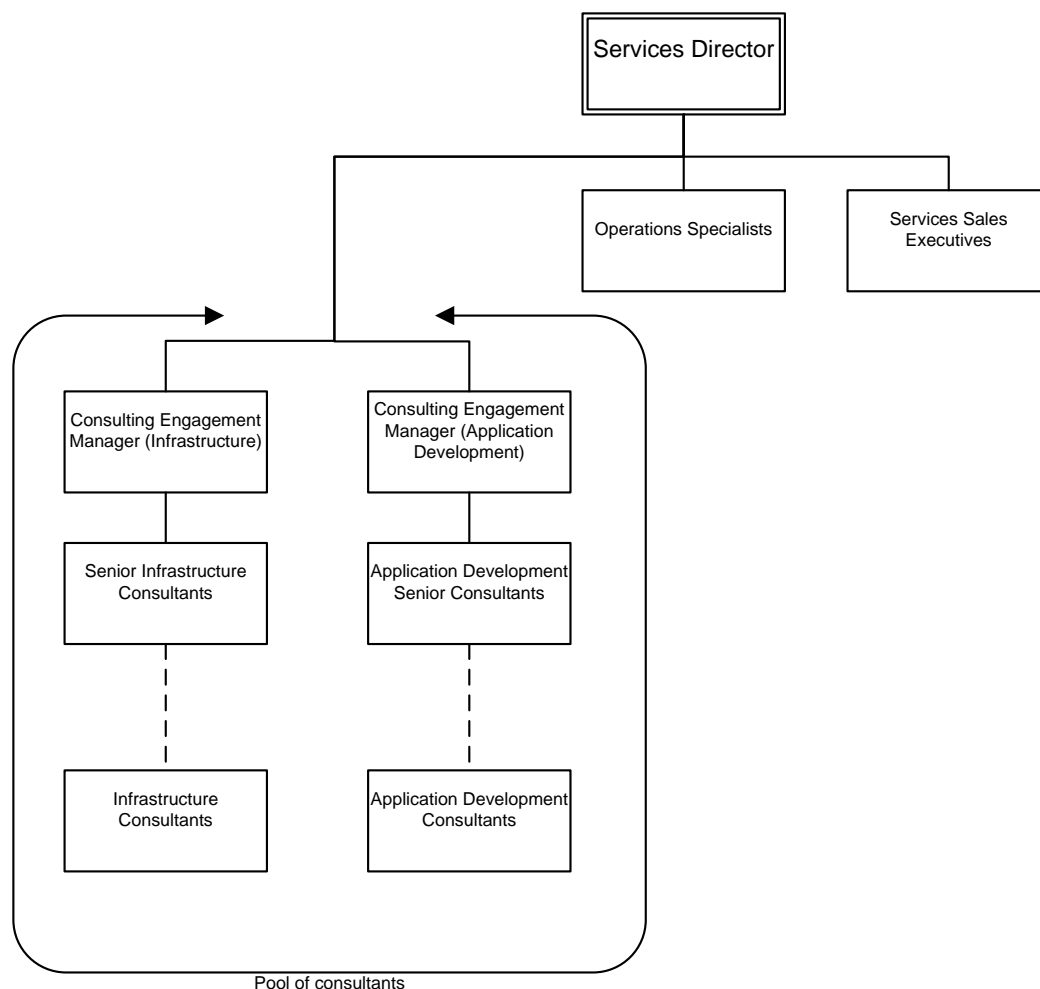 Services Director
Operations Specialists
Services Sales
Executives
Consulting Engagement
Manager (Infrastructure)
Consulting Engagement
Manager (Application
Development)
Senior Infrastructure
Consultants
Application Development
Senior Consultants
Infrastructure
Consultants
Application Development
Consultants
Pool of consultants